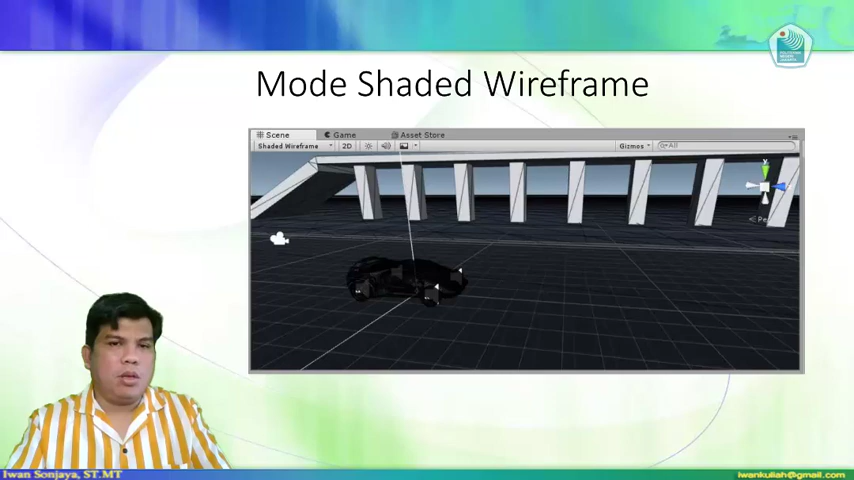 Mode Shaded Wireframe
Scene
Game
Asset Store
Shaded Wireframe
2D
Gizmos
All
y
Iwan Sonjaya, ST.MT
iwankuliah@gmail.com